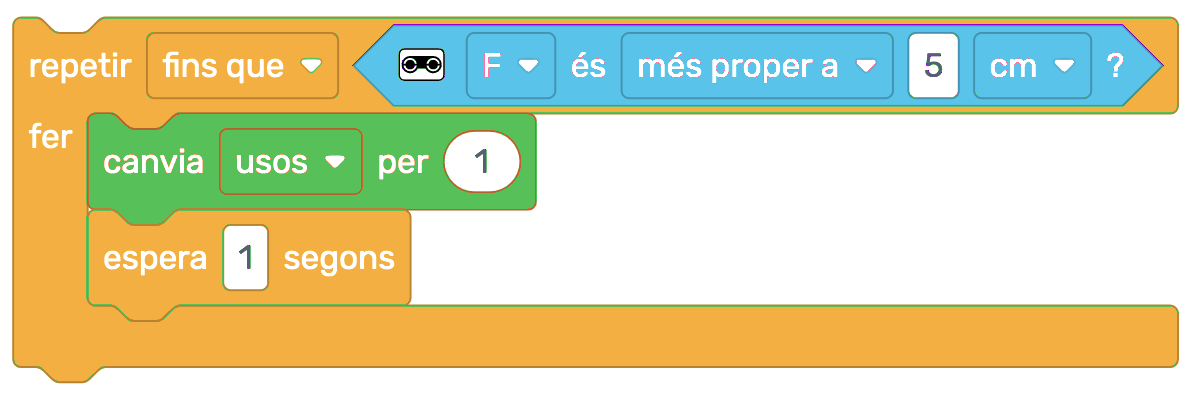 repetir fins que F és més proper a 5 cm ?
fer
canvia usos per 1
espera 1 segons